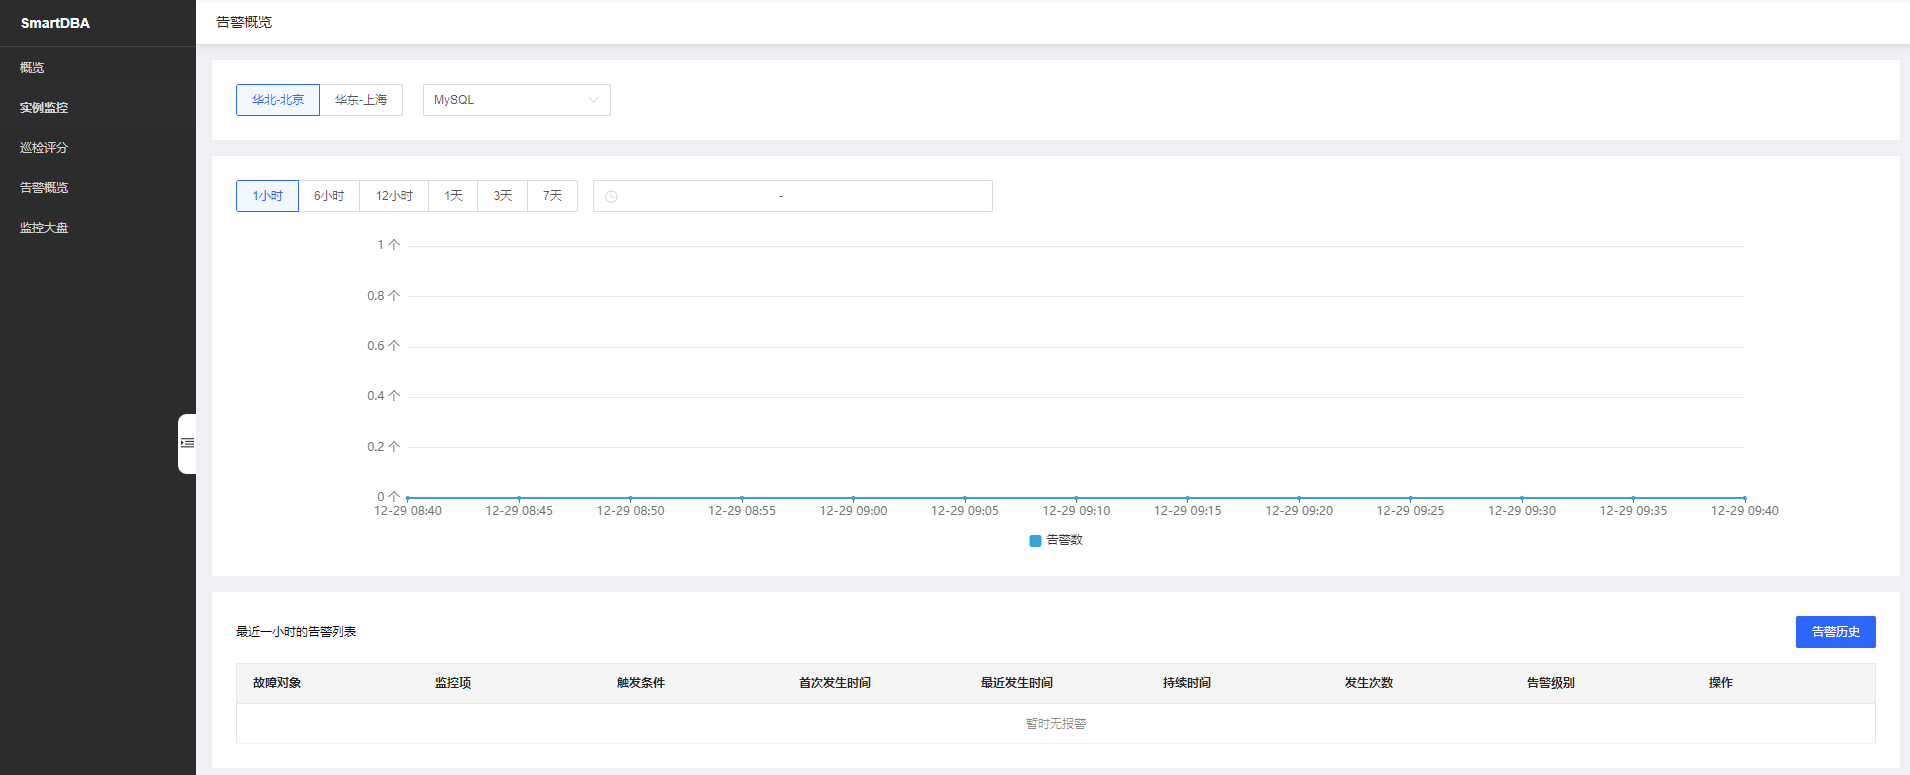 SmartDBA
概览
实例监控
巡检评分
告警概览
监控大盘
告警概览
华北-北京 华东-上海 MySQL
1小时 6小时 12小时 1天 3天 7天 -
1 个
0.8 个
0.6 个
0.4 个
0.2 个
0 个
12-29 08:40 12-29 08:45 12-29 08:50 12-29 08:55 12-29 09:00 12-29 09:05 12-29 09:10 12-29 09:15 12-29 09:20 12-29 09:25 12-29 09:30 12-29 09:35 12-29 09:40
告警数
最近一小时的告警列表 告警历史
故障对象 监控项 触发条件 首次发生时间 最近发生时间 持续时间 发生次数 告警级别 操作
暂时无报警